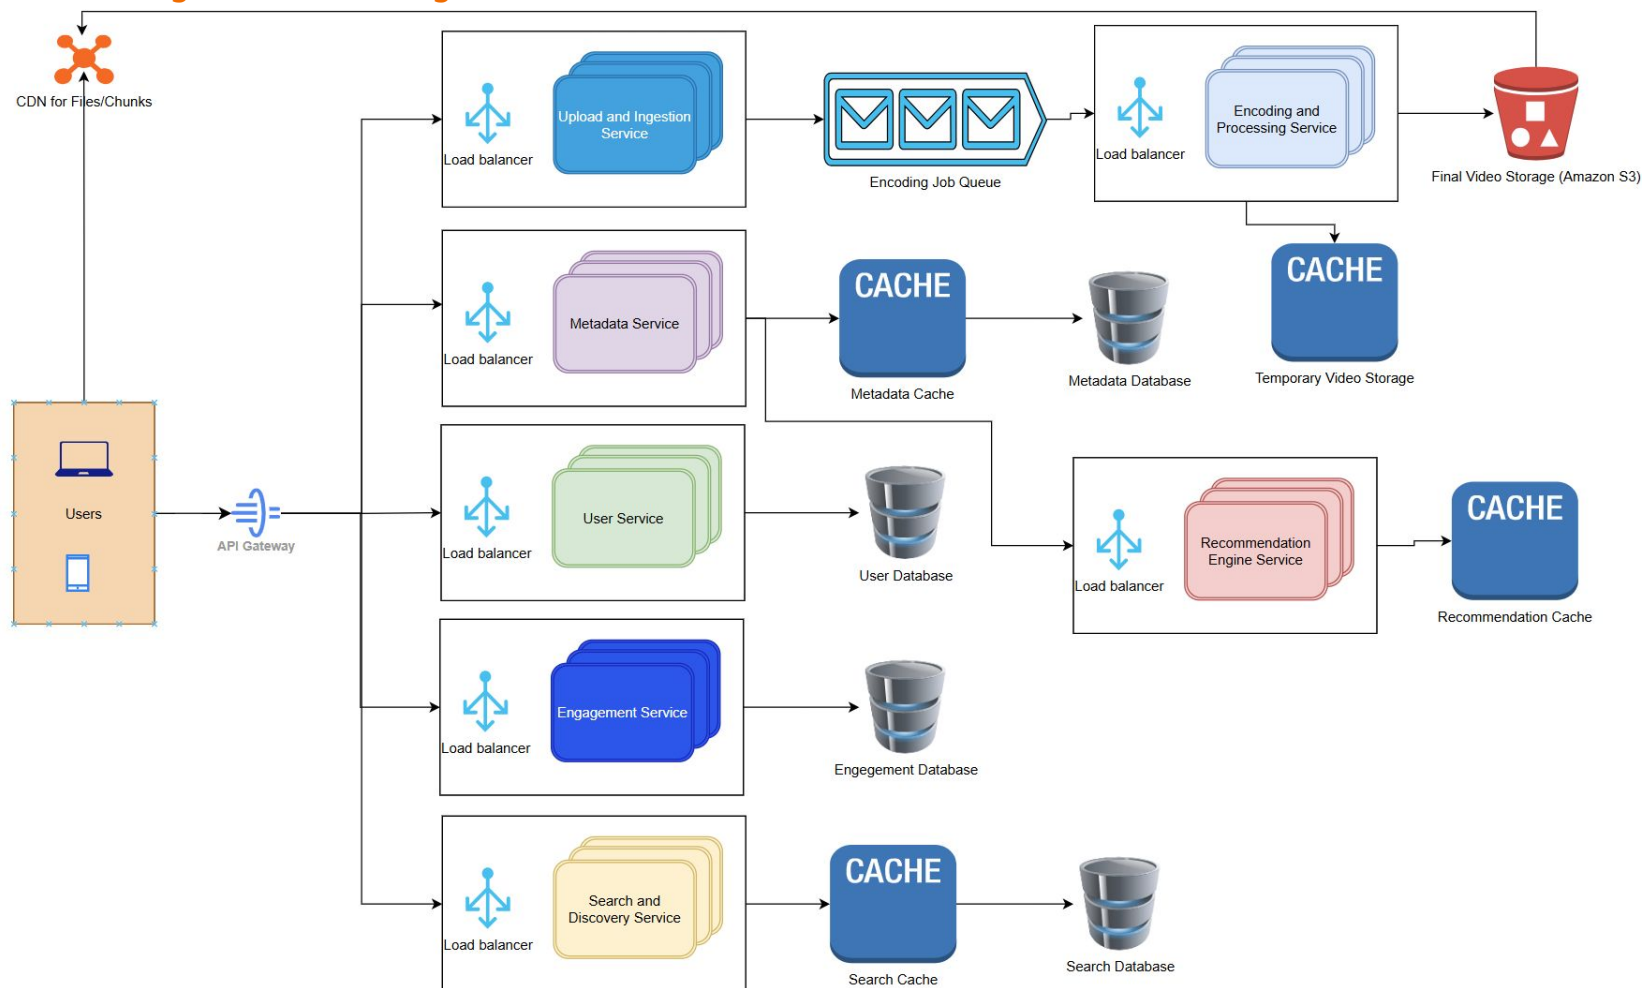 CDN for Files/Chunks
Upload and Ingestion
Service
Load balancer
Encoding Job Queue
Encoding and
Processing Service
Load balancer
Final Video Storage (Amazon S3)
Metadata Service
Load balancer
CACHE
Metadata Cache
Metadata Database
CACHE
Temporary Video Storage
Users
API Gateway
User Service
Load balancer
User Database
Recommendation
Engine Service
Load balancer
CACHE
Recommendation Cache
Engagement Service
Load balancer
Engegement Database
Search and
Discovery Service
Load balancer
CACHE
Search Cache
Search Database